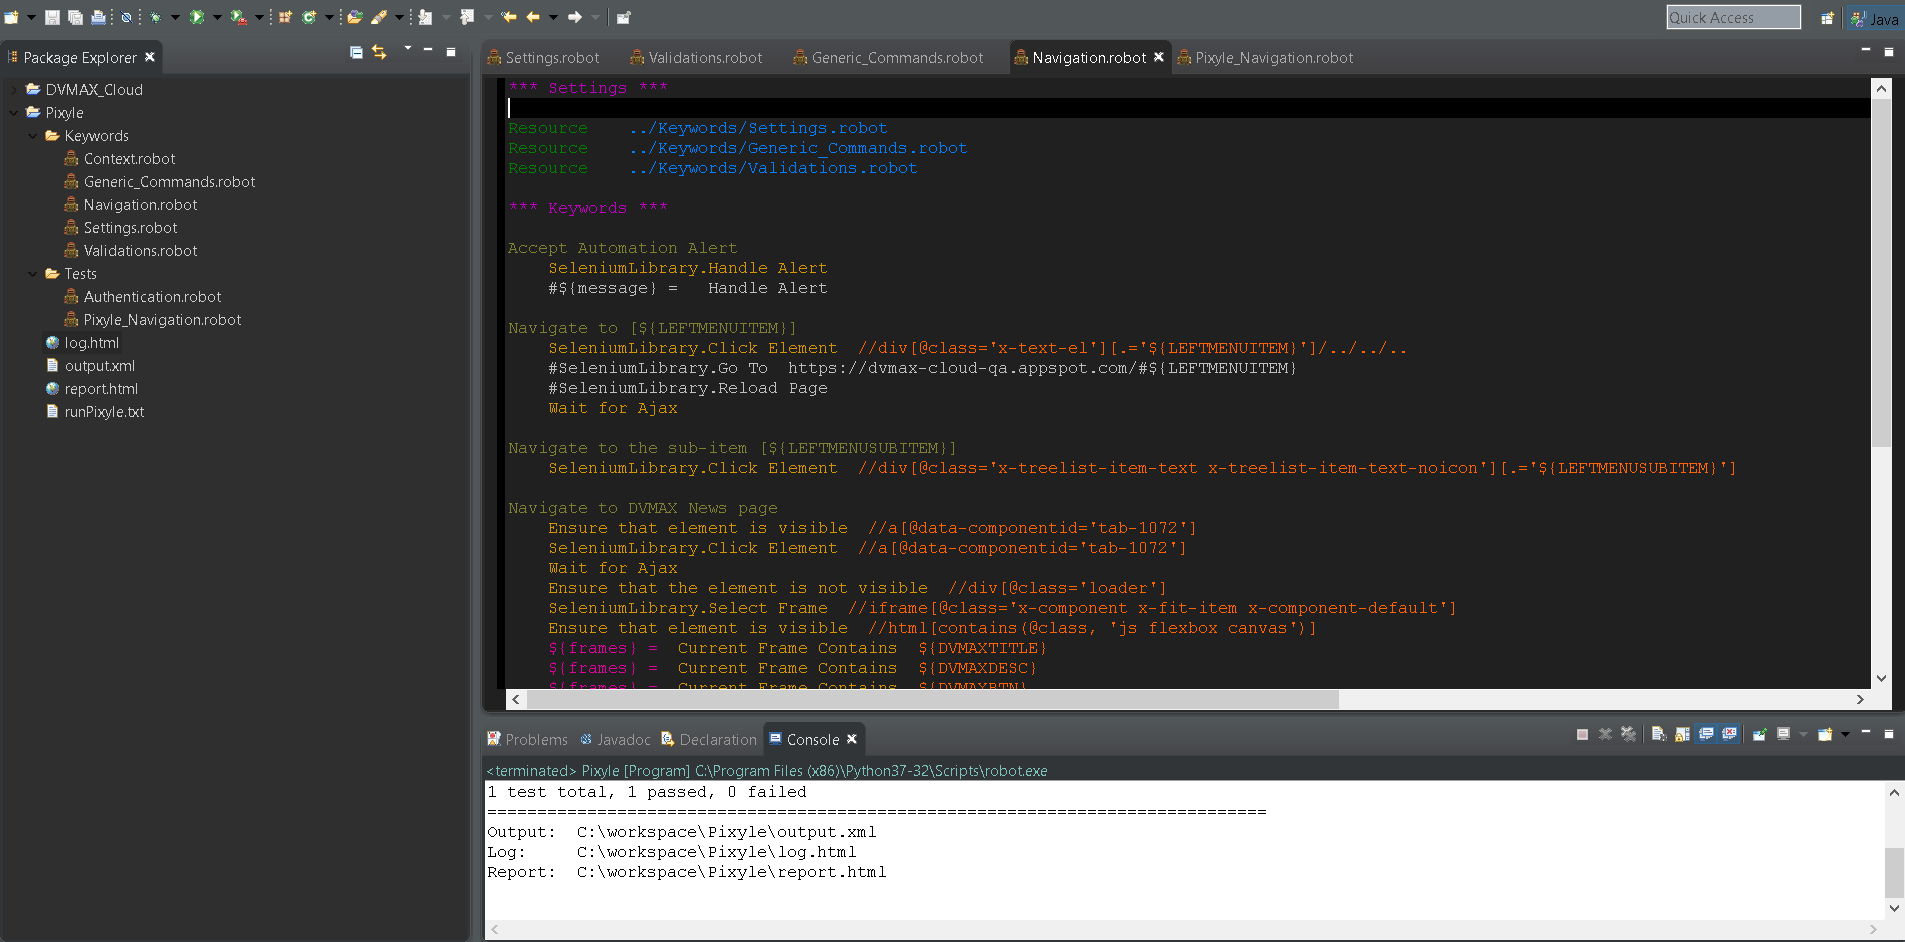 Quick Access
Java
Package Explorer
DVMAX_Cloud
Pixyle
Keywords
Context.robot
Generic_Commands.robot
Navigation.robot
Settings.robot
Validations.robot
Tests
Authentication.robot
Pixyle_Navigation.robot
log.html
output.xml
report.html
runPixyle.txt
Settings.robot Validations.robot Generic_Commands.robot Navigation.robot Pixyle_Navigation.robot
*** Settings ***
Resource    ../Keywords/Settings.robot
Resource    ../Keywords/Generic_Commands.robot
Resource    ../Keywords/Validations.robot
*** Keywords ***
Accept Automation Alert
    SeleniumLibrary.Handle Alert
    #${message} =   Handle Alert
Navigate to [${LEFTMENUITEM}]
    SeleniumLibrary.Click Element  //div[@class='x-text-el'][.='${LEFTMENUITEM}']/../../..
    #SeleniumLibrary.Go To  https://dvmax-cloud-qa.appspot.com/#${LEFTMENUITEM}
    #SeleniumLibrary.Reload Page
    Wait for Ajax
Navigate to the sub-item [${LEFTMENUSUBITEM}]
    SeleniumLibrary.Click Element  //div[@class='x-treelist-item-text x-treelist-item-text-noicon'][.='${LEFTMENUSUBITEM}']
Navigate to DVMAX News page
    Ensure that element is visible  //a[@data-componentid='tab-1072']
    SeleniumLibrary.Click Element  //a[@data-componentid='tab-1072']
    Wait for Ajax
    Ensure that the element is not visible  //div[@class='loader']
    SeleniumLibrary.Select Frame  //iframe[@class='x-component x-fit-item x-component-default']
    Ensure that element is visible  //html[contains(@class, 'js flexbox canvas')]
    ${frames} =  Current Frame Contains  ${DVMAXTITLE}
    ${frames} =  Current Frame Contains  ${DVMAXDESC}
    ${frames} =  Current Frame Contains  ${DVMAXBTN}
Problems Javadoc Declaration Console
<terminated> Pixyle [Program] C:\Program Files (x86)\Python37-32\Scripts\robot.exe
1 test total, 1 passed, 0 failed
==============================================================================
Output:  C:\workspace\Pixyle\output.xml
Log:     C:\workspace\Pixyle\log.html
Report:  C:\workspace\Pixyle\report.html